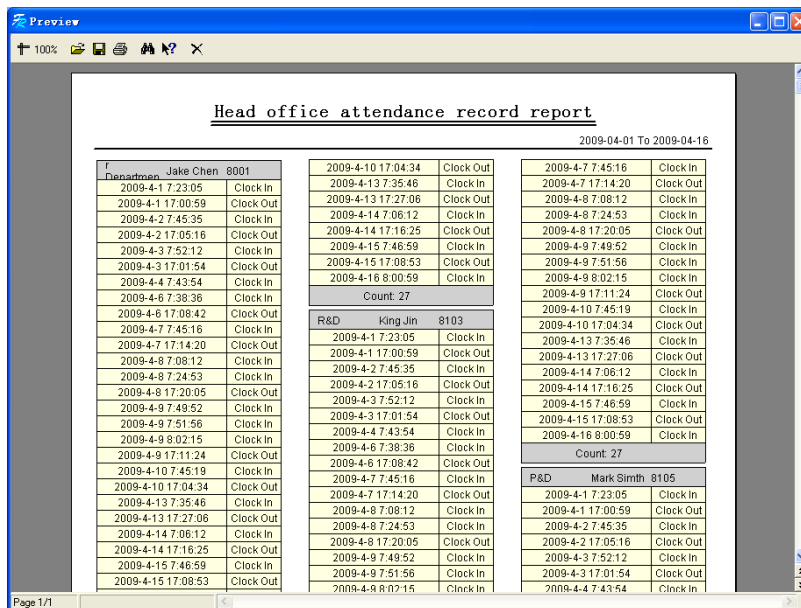 Preview
100%
Head office attendance record report
2009-04-01 To 2009-04-16
r
Departmen Jake Chen 8001
2009-4-1 7:23:05 Clock In
2009-4-1 17:00:59 Clock Out
2009-4-2 7:45:35 Clock In
2009-4-2 17:05:16 Clock Out
2009-4-3 7:52:12 Clock In
2009-4-3 17:01:54 Clock Out
2009-4-4 7:43:54 Clock In
2009-4-6 7:38:36 Clock In
2009-4-6 17:08:42 Clock Out
2009-4-7 7:45:16 Clock In
2009-4-7 17:14:20 Clock Out
2009-4-8 7:08:12 Clock In
2009-4-8 7:24:53 Clock In
2009-4-8 17:20:05 Clock Out
2009-4-9 7:49:52 Clock In
2009-4-9 7:51:56 Clock In
2009-4-9 8:02:15 Clock In
2009-4-9 17:11:24 Clock Out
2009-4-10 7:45:19 Clock In
2009-4-10 17:04:34 Clock Out
2009-4-13 7:35:46 Clock In
2009-4-13 17:27:06 Clock Out
2009-4-14 7:06:12 Clock In
2009-4-14 17:16:25 Clock Out
2009-4-15 7:46:59 Clock In
2009-4-15 17:08:53 Clock Out
2009-4-10 17:04:34 Clock Out
2009-4-13 7:35:46 Clock In
2009-4-13 17:27:06 Clock Out
2009-4-14 7:06:12 Clock In
2009-4-14 17:16:25 Clock Out
2009-4-15 7:46:59 Clock In
2009-4-15 17:08:53 Clock Out
2009-4-16 8:00:59 Clock In
Count: 27
R&D King Jin 8103
2009-4-1 7:23:05 Clock In
2009-4-1 17:00:59 Clock Out
2009-4-2 7:45:35 Clock In
2009-4-2 17:05:16 Clock Out
2009-4-3 7:52:12 Clock In
2009-4-3 17:01:54 Clock Out
2009-4-4 7:43:54 Clock In
2009-4-6 7:38:36 Clock In
2009-4-6 17:08:42 Clock Out
2009-4-7 7:45:16 Clock In
2009-4-7 17:14:20 Clock Out
2009-4-8 7:08:12 Clock In
2009-4-8 7:24:53 Clock In
2009-4-8 17:20:05 Clock Out
2009-4-9 7:49:52 Clock In
2009-4-9 7:51:56 Clock In
2009-4-9 8:02:15 Clock In
2009-4-7 7:45:16 Clock In
2009-4-7 17:14:20 Clock Out
2009-4-8 7:08:12 Clock In
2009-4-8 7:24:53 Clock In
2009-4-8 17:20:05 Clock Out
2009-4-9 7:49:52 Clock In
2009-4-9 7:51:56 Clock In
2009-4-9 8:02:15 Clock In
2009-4-9 17:11:24 Clock Out
2009-4-10 7:45:19 Clock In
2009-4-10 17:04:34 Clock Out
2009-4-13 7:35:46 Clock In
2009-4-13 17:27:06 Clock Out
2009-4-14 7:06:12 Clock In
2009-4-14 17:16:25 Clock Out
2009-4-15 7:46:59 Clock In
2009-4-15 17:08:53 Clock Out
2009-4-16 8:00:59 Clock In
Count: 27
P&D Mark Simth 8105
2009-4-1 7:23:05 Clock In
2009-4-1 17:00:59 Clock Out
2009-4-2 7:45:35 Clock In
2009-4-2 17:05:16 Clock Out
2009-4-3 7:52:12 Clock In
2009-4-3 17:01:54 Clock Out
2009-4-4 7:43:54 Clock In
Page 1/1